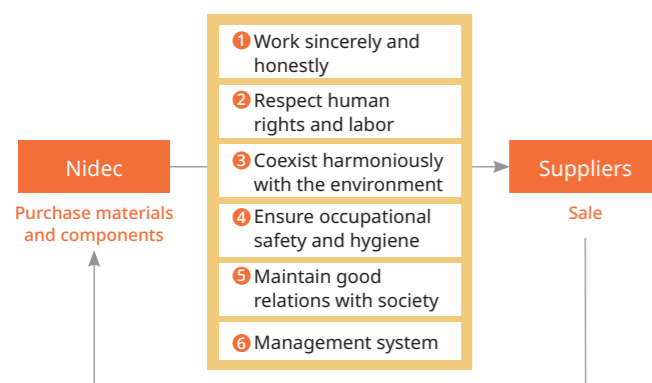 1 Work sincerely and
honestly
2 Respect human
rights and labor
Nidec
3 Coexist harmoniously
with the environment
Suppliers
Purchase materials
and components
4 Ensure occupational
safety and hygiene
Sale
5 Maintain good
relations with society
6 Management system